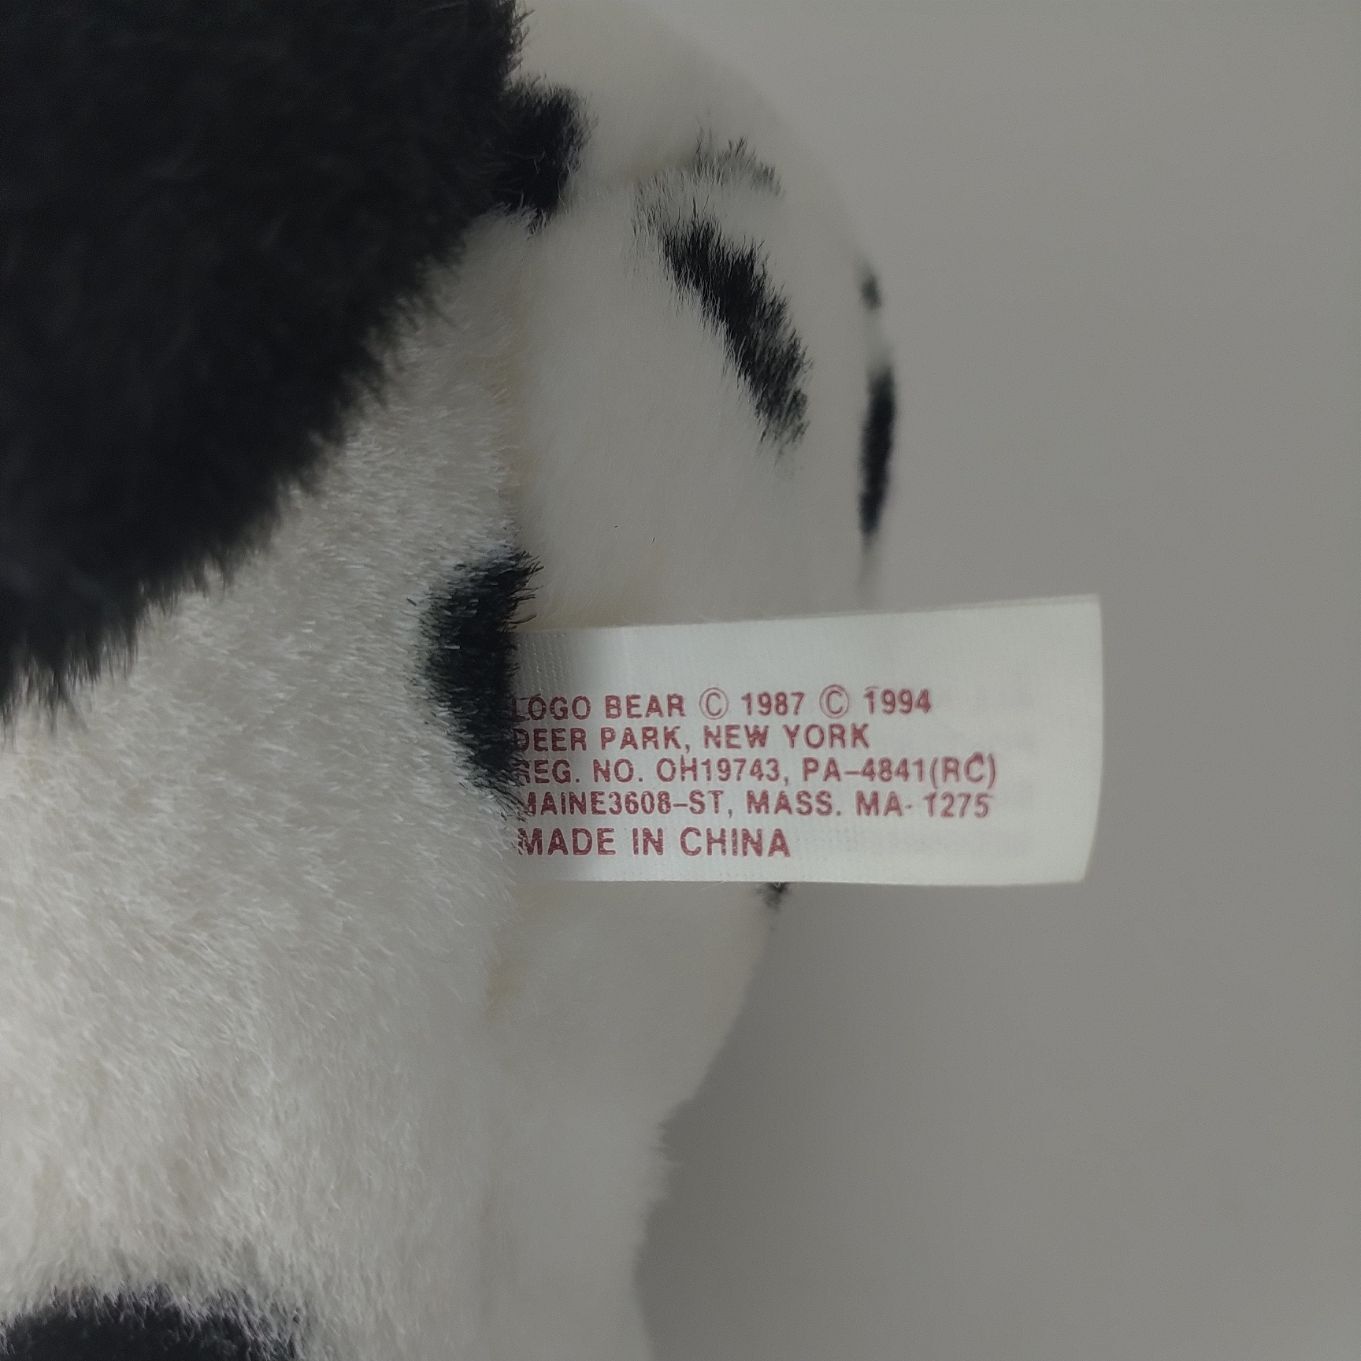 LOGO BEAR © 1987 © 1994
DEER PARK, NEW YORK
REG. NO. OH19743, PA-4841(RC)
MAINE3608-ST, MASS. MA- 1275
MADE IN CHINA